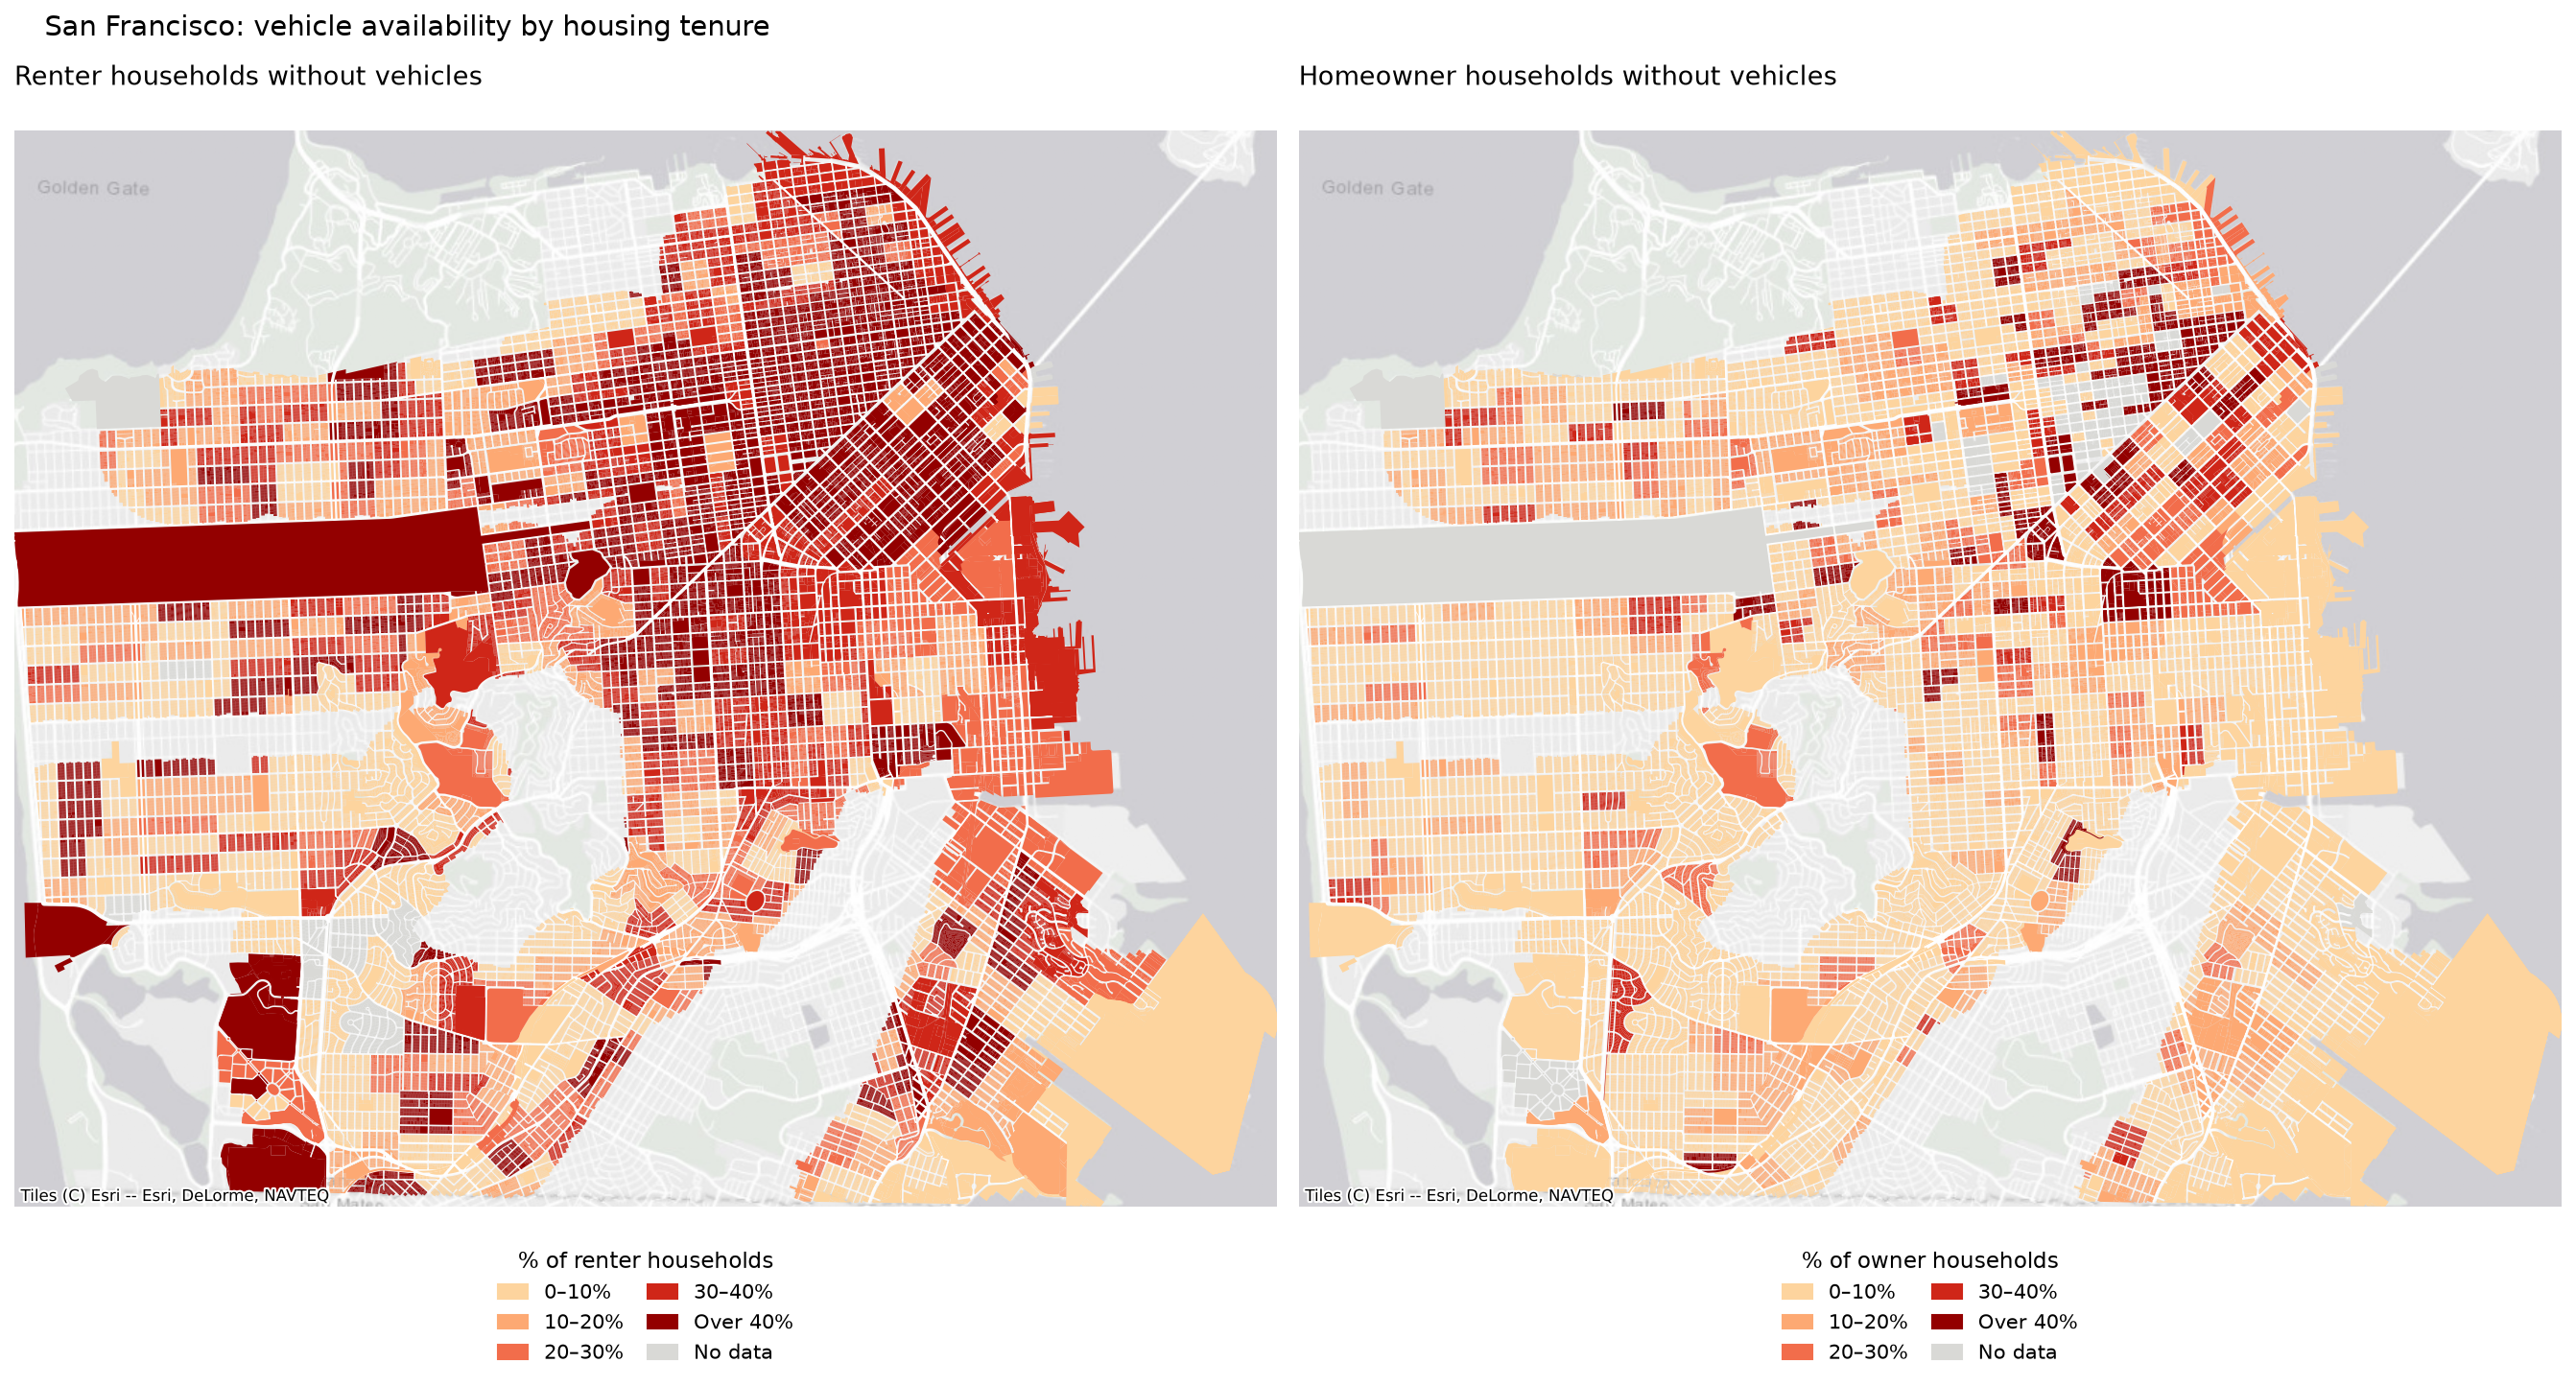 San Francisco: vehicle availability by housing tenure
Renter households without vehicles
Homeowner households without vehicles
Golden Gate
Golden Gate
Tiles (C) Esri -- Esri, DeLorme, NAVTEQ
Tiles (C) Esri -- Esri, DeLorme, NAVTEQ
% of renter households
0–10%
10–20%
20–30%
30–40%
Over 40%
No data
% of owner households
0–10%
10–20%
20–30%
30–40%
Over 40%
No data